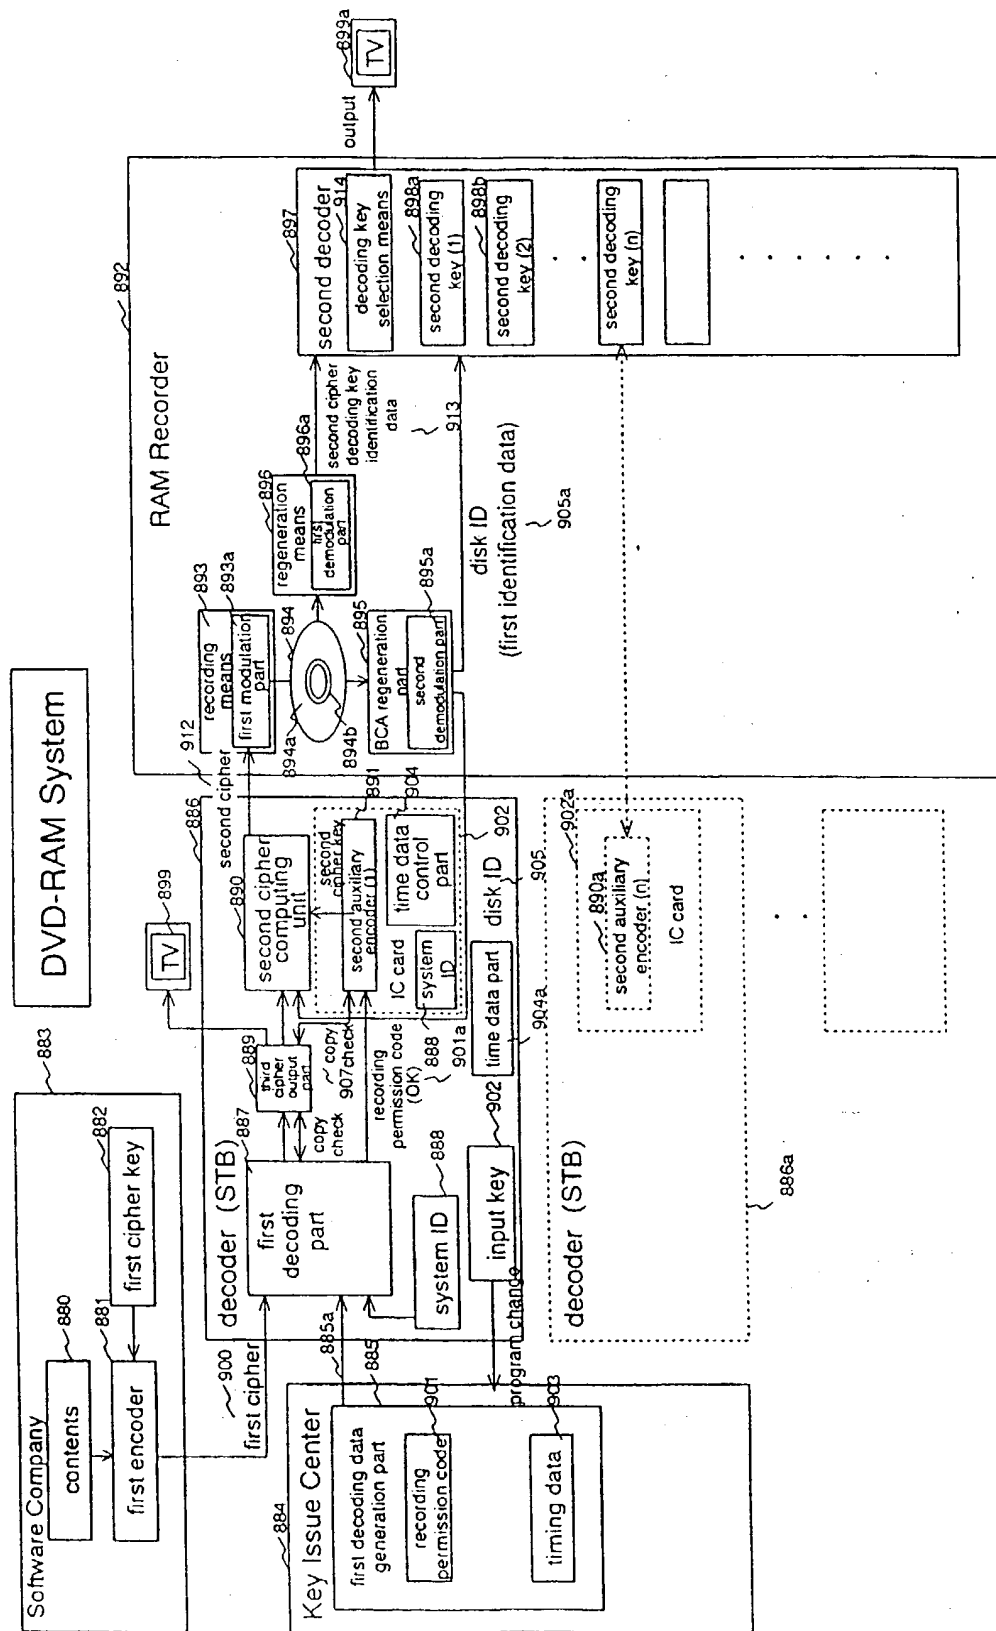 DVD-RAM System
Software Company
883
contents
880
881
first encoder
first cipher key
882
900
first cipher
Key Issue Center
884
first decoding data
generation part
885
885a
recording
permission code
901
timing data
903
program change
decoder (STB)
886
887
first
decoding
part
system ID
888
input key
902
copy
check
889
third
cipher
output
part
TV
899
copy
check
907
recording
permission code
(OK)
901a
890
second cipher
computing
unit
second
cipher key
second auxiliary
encoder (1)
891
IC card
system
ID
888
time data
control
part
904
902
time data part
904a
disk ID
905
second cipher
912
decoder (STB)
886a
902a
890a
second auxiliary
encoder (n)
IC card
RAM Recorder
892
recording
means
893
first modulation
part
893a
894
894a
894b
BCA regeneration
part
895
second
demodulation part
895a
regeneration
means
896
first
demodulation
part
896a
second cipher
decoding key
identification
data
913
disk ID
(first identification data)
905a
second decoder
897
914
decoding key
selection means
second decoding
key (1)
898a
second decoding
key (2)
898b
second decoding
key (n)
output
TV
899a